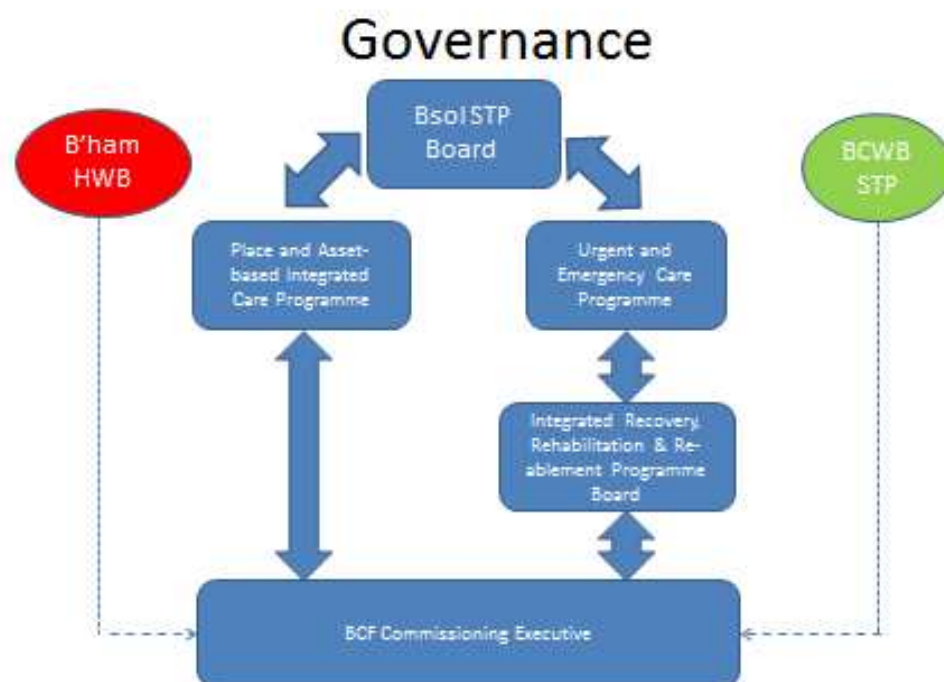 Governance
BsolSTP
Board
B'ham
HWB
BCWB
STP
Place and Asset-
based Integrated
Care Programme
Urgent and
Emergency Care
Programme
Integrated Recovery,
Rehabilitation & Re-
ablement Programme
Board
BCF Commissioning Executive